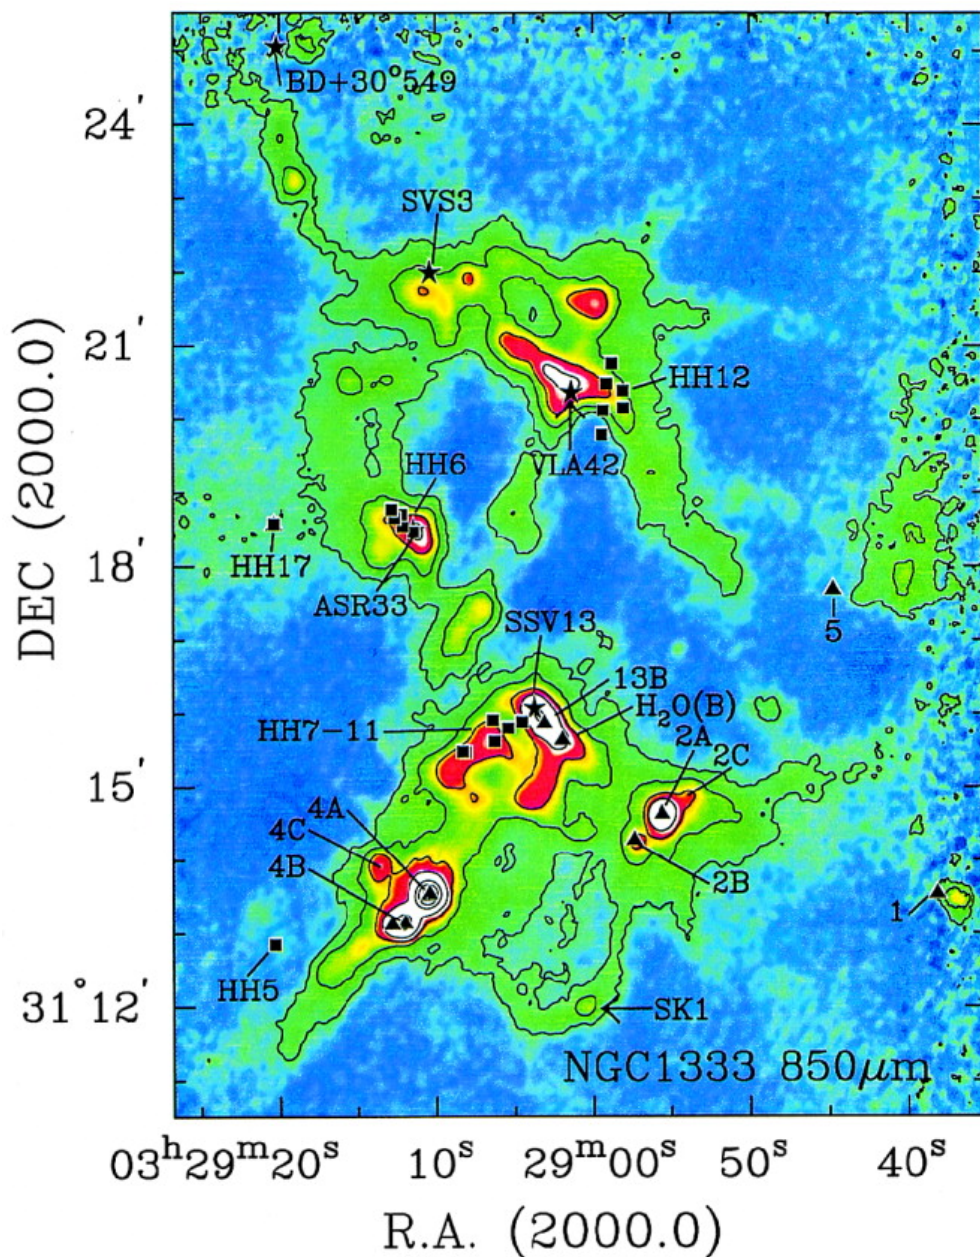 BD+30°549
24′
SVS3
21′
HH12
VLA42
HH6
HH17
18′
ASR33
5
SSV13
13B
H₂O(B)
HH7-11
2A
2C
15′
4A
4C
4B
2B
1
HH5
31°12′
SK1
NGC1333 850μm
03ʰ29ᵐ20ˢ 10ˢ 29ᵐ00ˢ 50ˢ 40ˢ
R.A. (2000.0)
DEC (2000.0)